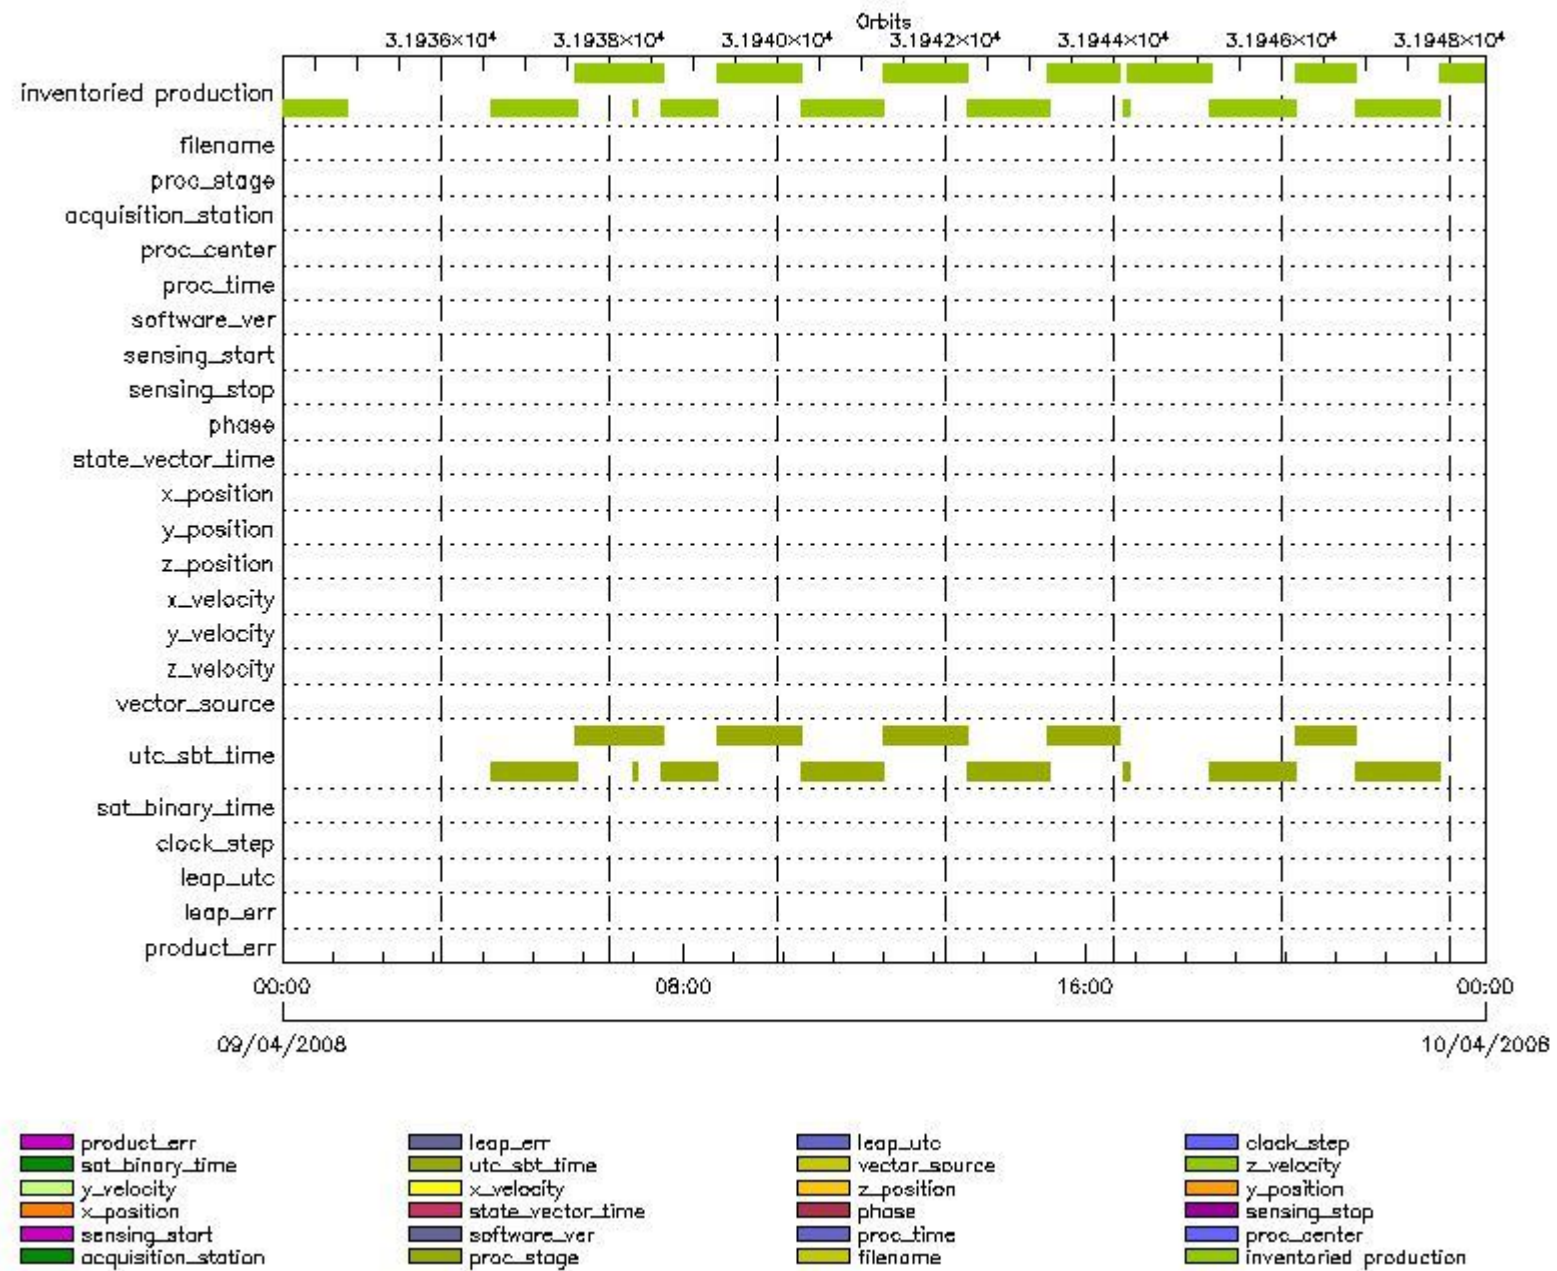 Orbits
3.1936×10⁴ 3.1938×10⁴ 3.1940×10⁴ 3.1942×10⁴ 3.1944×10⁴ 3.1946×10⁴ 3.1948×10⁴
inventoried production
filename
proc_stage
acquisition_station
proc_center
proc_time
software_ver
sensing_start
sensing_stop
phase
state_vector_time
x_position
y_position
z_position
x_velocity
y_velocity
z_velocity
vector_source
utc_sbt_time
sat_binary_time
clock_step
leap_utc
leap_err
product_err
00:00 08:00 16:00 00:00
09/04/2008 10/04/2008
product_err leap_err leap_utc clock_step
sat_binary_time utc_sbt_time vector_source z_velocity
y_velocity x_velocity z_position y_position
x_position state_vector_time phase sensing_stop
sensing_start software_ver proc_time proc_center
acquisition_station proc_stage filename inventoried production